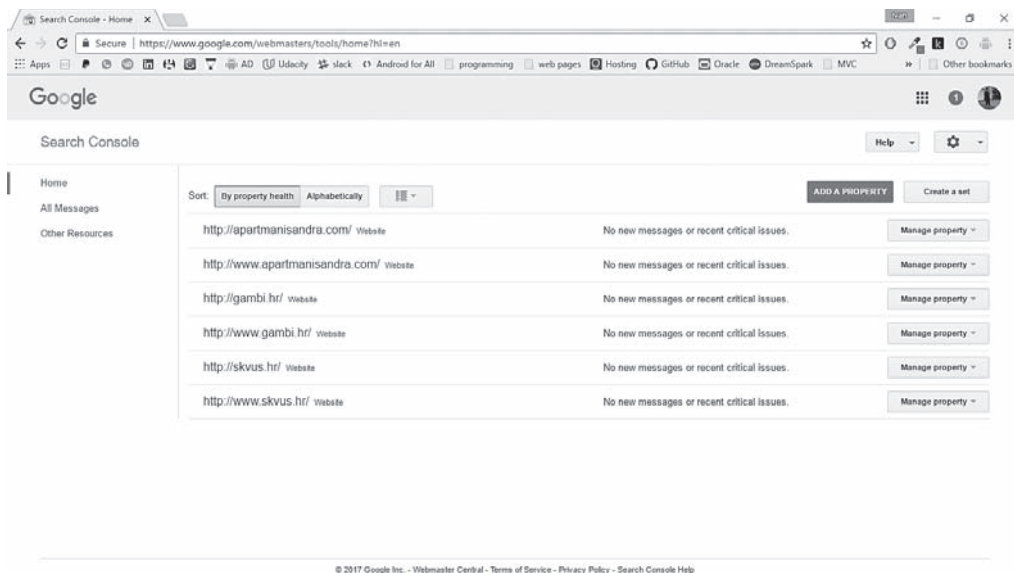 Search Console - Home
Ivan
Secure | https://www.google.com/webmasters/tools/home?hl=en
Apps AD Udacity slack Android for All programming web pages Hosting GitHub Oracle DreamSpark MVC Other bookmarks
Google
1
Search Console
Help
Home
All Messages
Other Resources
Sort: By property health Alphabetically
ADD A PROPERTY Create a set
http://apartmanisandra.com/ Website No new messages or recent critical issues. Manage property
http://www.apartmanisandra.com/ Website No new messages or recent critical issues. Manage property
http://gambi.hr/ Website No new messages or recent critical issues. Manage property
http://www.gambi.hr/ Website No new messages or recent critical issues. Manage property
http://skvus.hr/ Website No new messages or recent critical issues. Manage property
http://www.skvus.hr/ Website No new messages or recent critical issues. Manage property
© 2017 Google Inc. - Webmaster Central - Terms of Service - Privacy Policy - Search Console Help